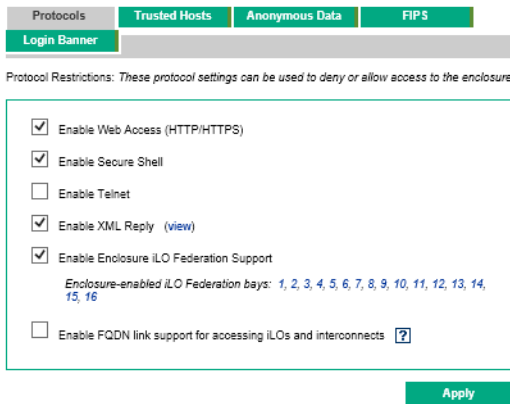 Protocols Trusted Hosts Anonymous Data FIPS
Login Banner
Protocol Restrictions: These protocol settings can be used to deny or allow access to the enclosure
Enable Web Access (HTTP/HTTPS)
Enable Secure Shell
Enable Telnet
Enable XML Reply (view)
Enable Enclosure iLO Federation Support
Enclosure-enabled iLO Federation bays: 1, 2, 3, 4, 5, 6, 7, 8, 9, 10, 11, 12, 13, 14,
15, 16
Enable FQDN link support for accessing iLOs and interconnects ?
Apply